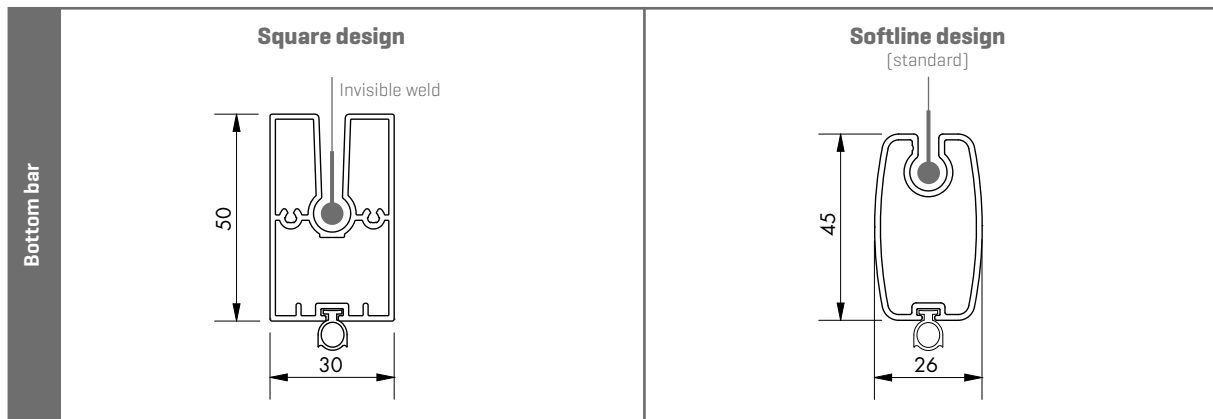 Bottom bar
Square design
Invisible weld
50
30
Softline design
(standard)
45
26